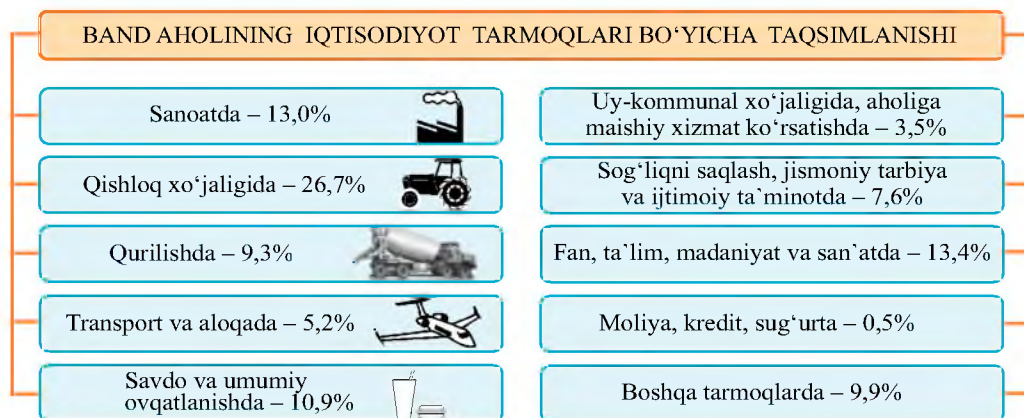 BAND AHOLINING IQTISODIYOT TARMOQLARI BO‘YICHA TAQSIMLANISHI
Sanoatda – 13,0%
Qishloq xo‘jaligida – 26,7%
Qurilishda – 9,3%
Transport va aloqada – 5,2%
Savdo va umumiy
ovqatlanishda – 10,9%
Uy-kommunal xo‘jaligida, aholiga
maishiy xizmat ko‘rsatishda – 3,5%
Sog‘liqni saqlash, jismoniy tarbiya
va ijtimoiy ta`minotda – 7,6%
Fan, ta`lim, madaniyat va san`atda – 13,4%
Moliya, kredit, sug‘urta – 0,5%
Boshqa tarmoqlarda – 9,9%